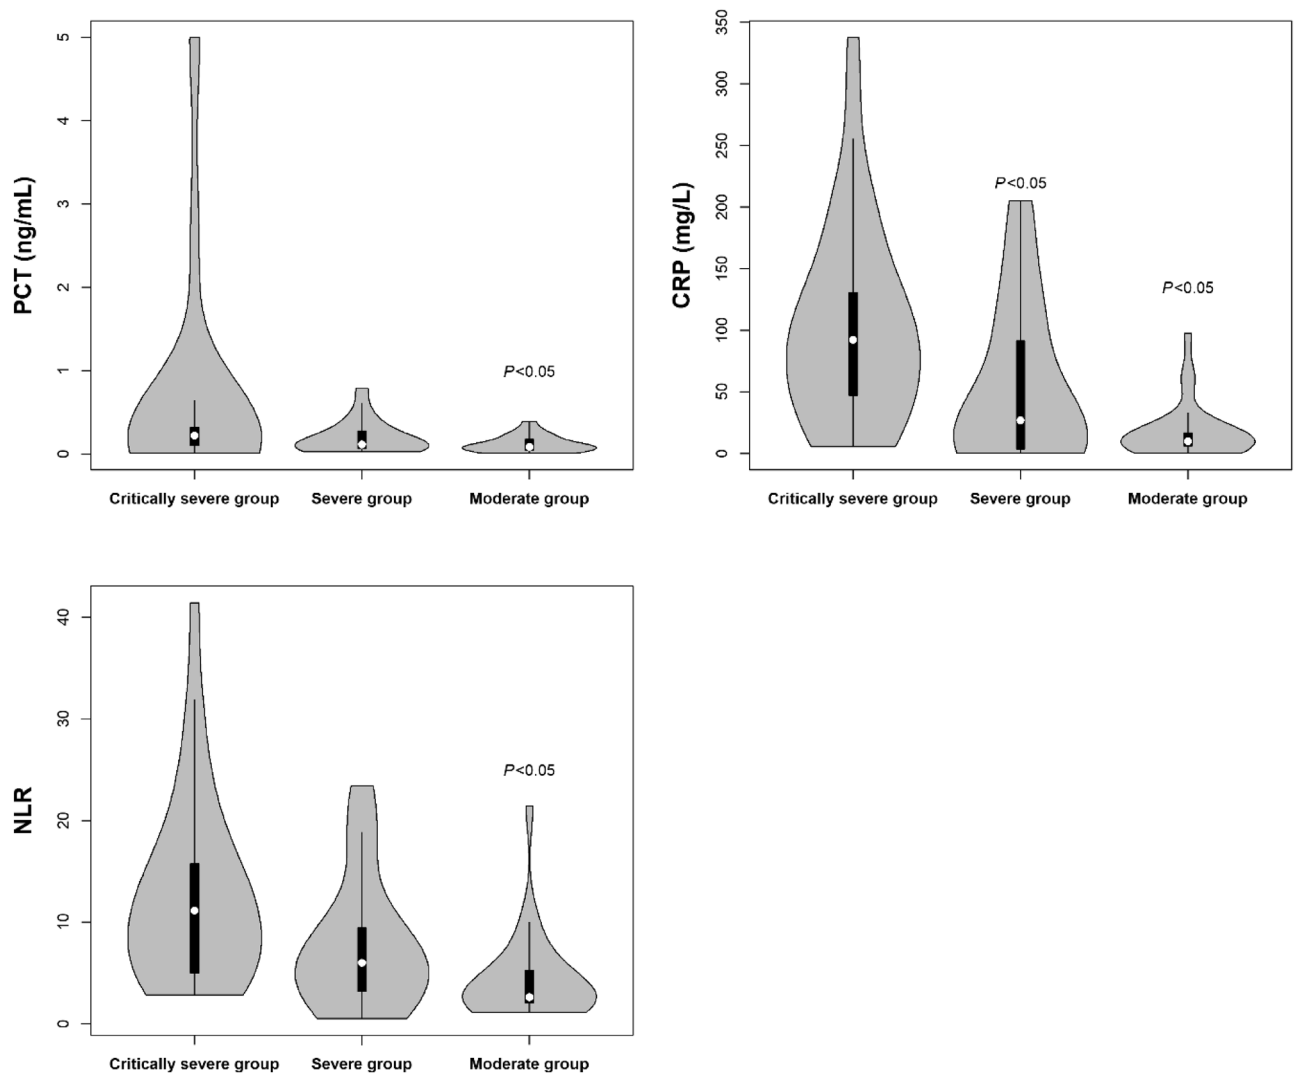 PCT (ng/mL)
5
4
3
2
1
0
P<0.05
Critically severe group
Severe group
Moderate group
CRP (mg/L)
350
300
250
200
150
100
50
0
P<0.05
P<0.05
Critically severe group
Severe group
Moderate group
NLR
40
30
20
10
0
P<0.05
Critically severe group
Severe group
Moderate group